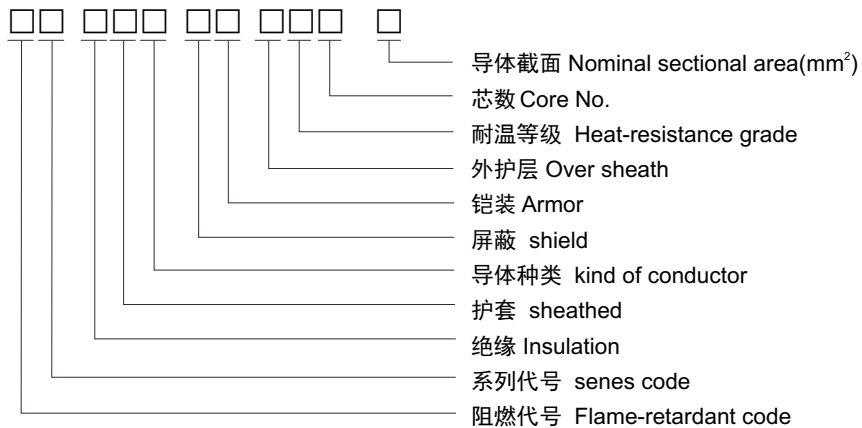 导体截面 Nominal sectional area(mm²)
芯数 Core No.
耐温等级 Heat-resistance grade
外护层 Over sheath
铠装 Armor
屏蔽 shield
导体种类 kind of conductor
护套 sheathed
绝缘 Insulation
系列代号 senes code
阻燃代号 Flame-retardant code